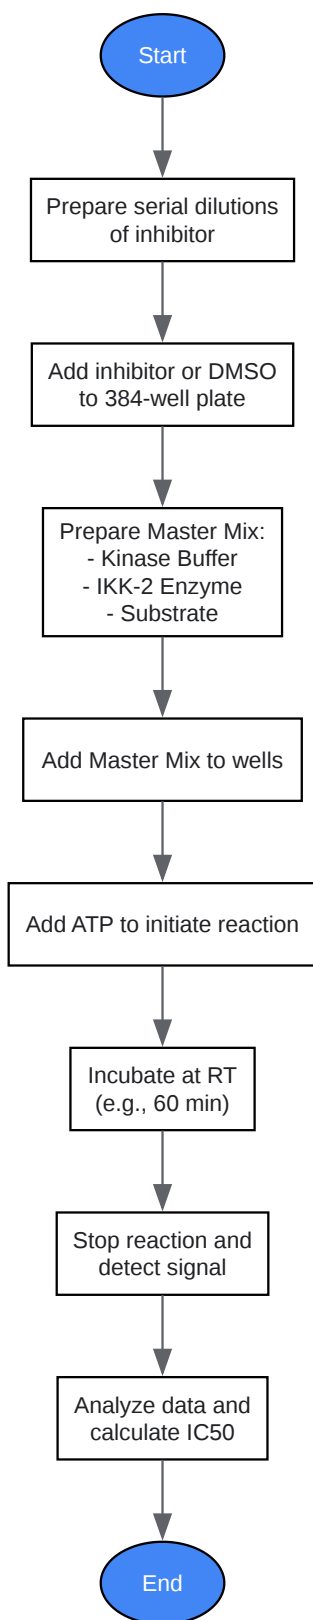 Start
Prepare serial dilutions
of inhibitor
Add inhibitor or DMSO
to 384-well plate
Prepare Master Mix:
- Kinase Buffer
- IKK-2 Enzyme
- Substrate
Add Master Mix to wells
Add ATP to initiate reaction
Incubate at RT
(e.g., 60 min)
Stop reaction and
detect signal
Analyze data and
calculate IC50
End